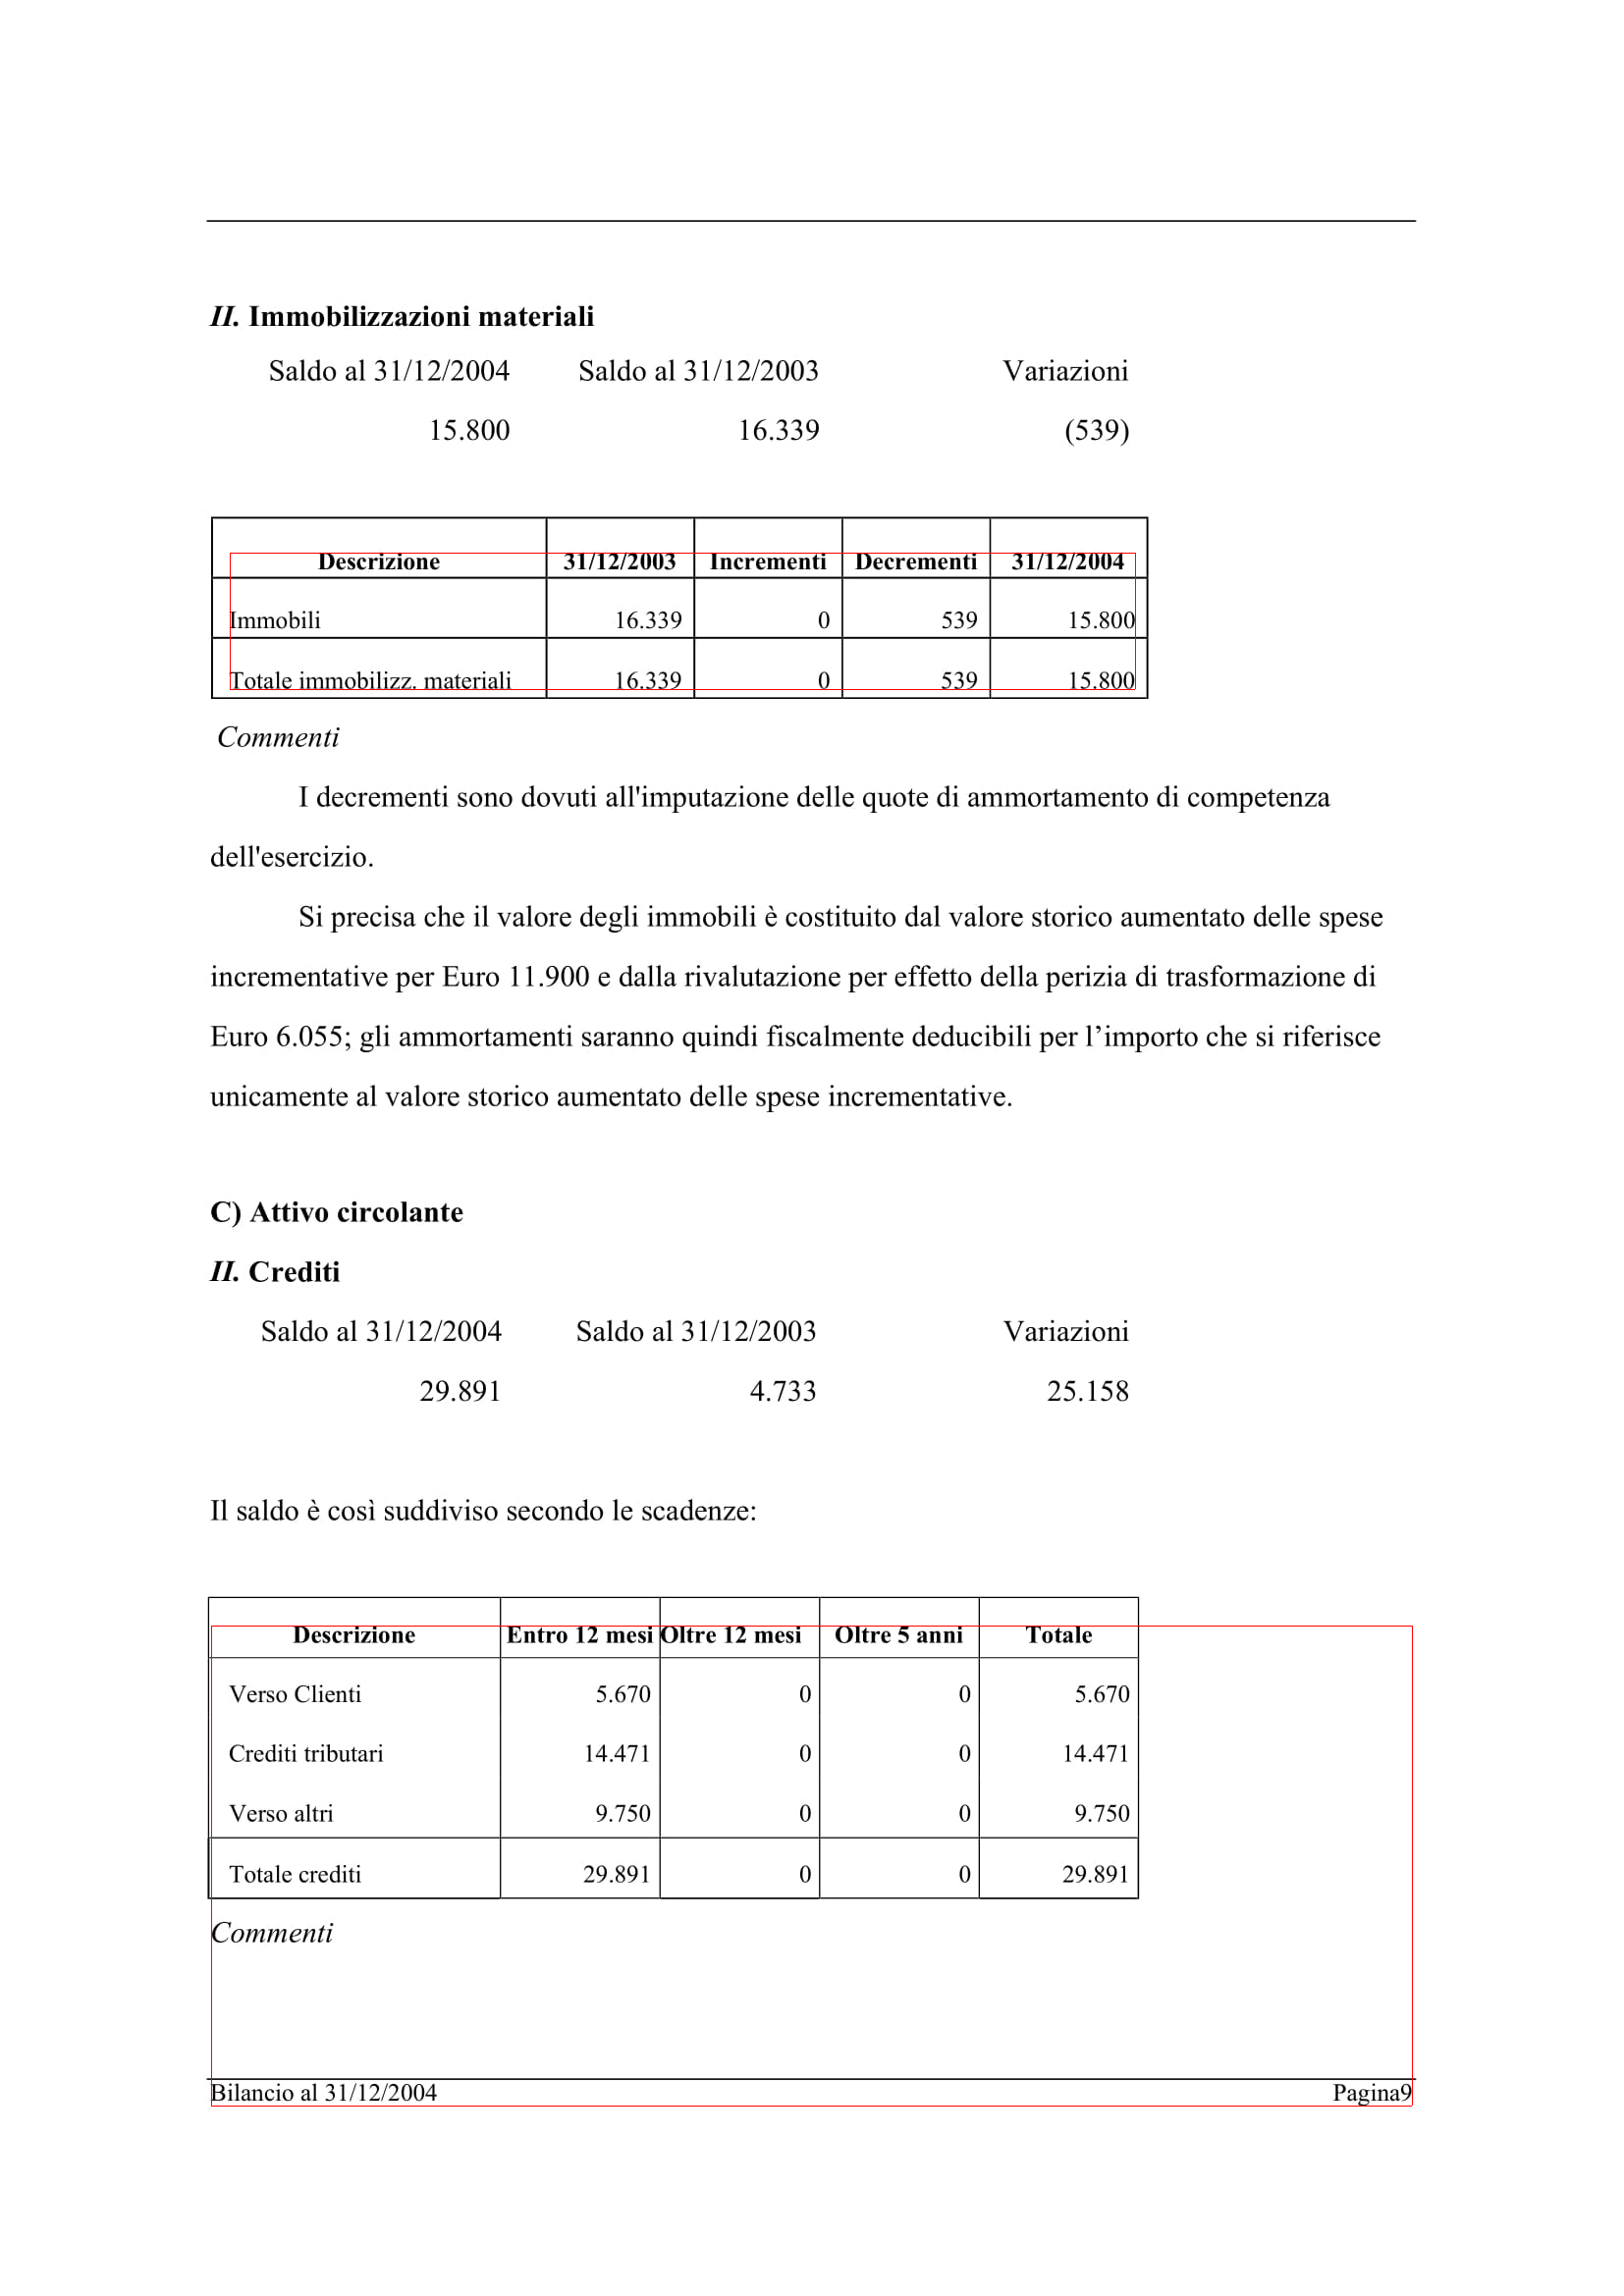 II. Immobilizzazioni materiali
Saldo al 31/12/2004 Saldo al 31/12/2003 Variazioni
15.800 16.339 (539)
Descrizione 31/12/2003 Incrementi Decrementi 31/12/2004
Immobili 16.339 0 539 15.800
Totale immobilizz. materiali 16.339 0 539 15.800
Commenti
I decrementi sono dovuti all'imputazione delle quote di ammortamento di competenza
dell'esercizio.
Si precisa che il valore degli immobili è costituito dal valore storico aumentato delle spese
incrementative per Euro 11.900 e dalla rivalutazione per effetto della perizia di trasformazione di
Euro 6.055; gli ammortamenti saranno quindi fiscalmente deducibili per l’importo che si riferisce
unicamente al valore storico aumentato delle spese incrementative.
C) Attivo circolante
II. Crediti
Saldo al 31/12/2004 Saldo al 31/12/2003 Variazioni
29.891 4.733 25.158
Il saldo è così suddiviso secondo le scadenze:
Descrizione Entro 12 mesi Oltre 12 mesi Oltre 5 anni Totale
Verso Clienti 5.670 0 0 5.670
Crediti tributari 14.471 0 0 14.471
Verso altri 9.750 0 0 9.750
Totale crediti 29.891 0 0 29.891
Commenti
Bilancio al 31/12/2004 Pagina9